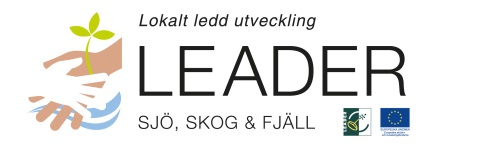 Lokalt ledd utveckling
LEADER
SJÖ, SKOG & FJÄLL